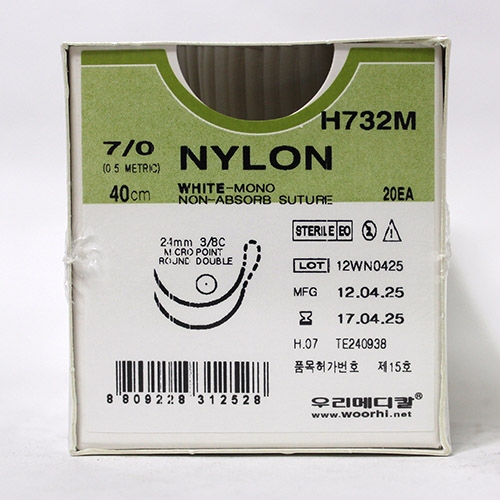 H732M
7/0
(0.5 METRIC)
NYLON
40cm
WHITE-MONO
NON-ABSORB SUTURE
20EA
24mm 3/8C
MICROPOINT
ROUND DOUBLE
STERILE EO
LOT 12WN0425
MFG 12.04.25
17.04.25
H.07 TE240938
품목허가번호 제15호
8 809228 312528
우리메디칼
www.woorhi.net